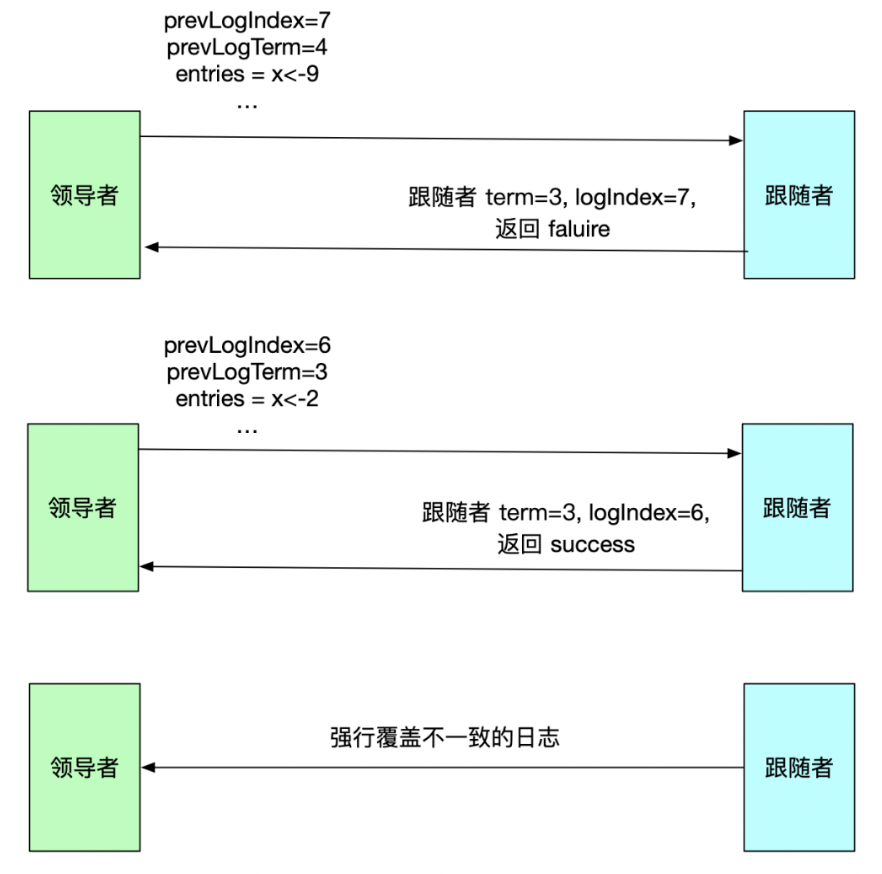 prevLogIndex=7
prevLogTerm=4
entries = x<-9
...
领导者
跟随者
跟随者 term=3, logIndex=7,
返回 faluire
prevLogIndex=6
prevLogTerm=3
entries = x<-2
...
领导者
跟随者
跟随者 term=3, logIndex=6,
返回 success
领导者
强行覆盖不一致的日志
跟随者